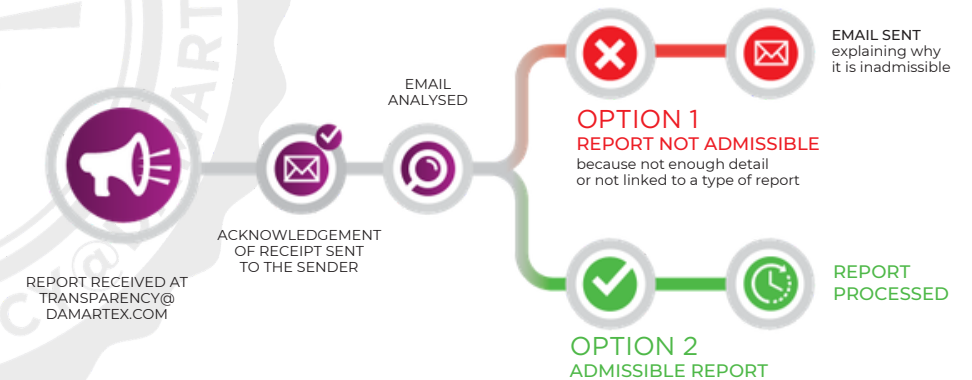 REPORT RECEIVED AT
TRANSPARENCY@
DAMARTEX.COM
ACKNOWLEDGEMENT
OF RECEIPT SENT
TO THE SENDER
EMAIL
ANALYSED
OPTION 1
REPORT NOT ADMISSIBLE
because not enough detail
or not linked to a type of report
EMAIL SENT
explaining why
it is inadmissible
OPTION 2
ADMISSIBLE REPORT
REPORT
PROCESSED